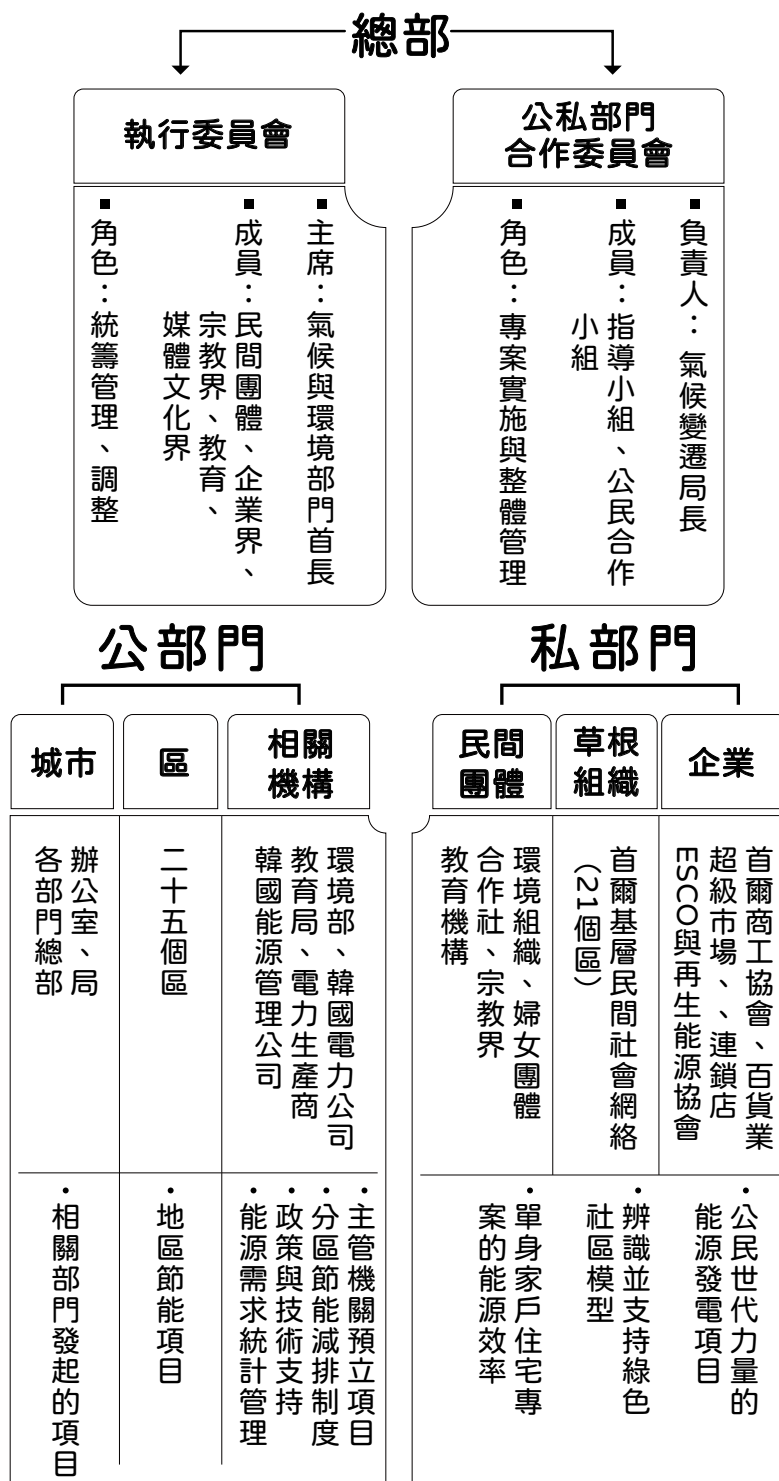 總部
執行委員會
主席：氣候與環境部門首長
成員：民間團體、企業界、
宗教界、教育、
媒體文化界
角色：統籌管理、調整
公私部門
合作委員會
負責人：氣候變遷局長
成員：指導小組、公民合作
小組
角色：專案實施與整體管理
公部門
城市
辦公室、局
各部門總部
・相關部門發起的項目
區
二十五個區
・地區節能項目
相關
機構
環境部、韓國電力公司
教育局、電力生產商
韓國能源管理公司
・主管機關預立項目
・分區節能減排制度
・政策與技術支持
・能源需求統計管理
私部門
民間
團體
環境組織、婦女團體
合作社、宗教界
教育機構
・單身家戶住宅專
案的能源效率
草根
組織
首爾基層民間社會網絡
（21個區）
・辨識並支持綠色
社區模型
企業
首爾商工協會、百貨業
超級市場、、連鎖店
ESCO與再生能源協會
・公民世代力量的
能源發電項目